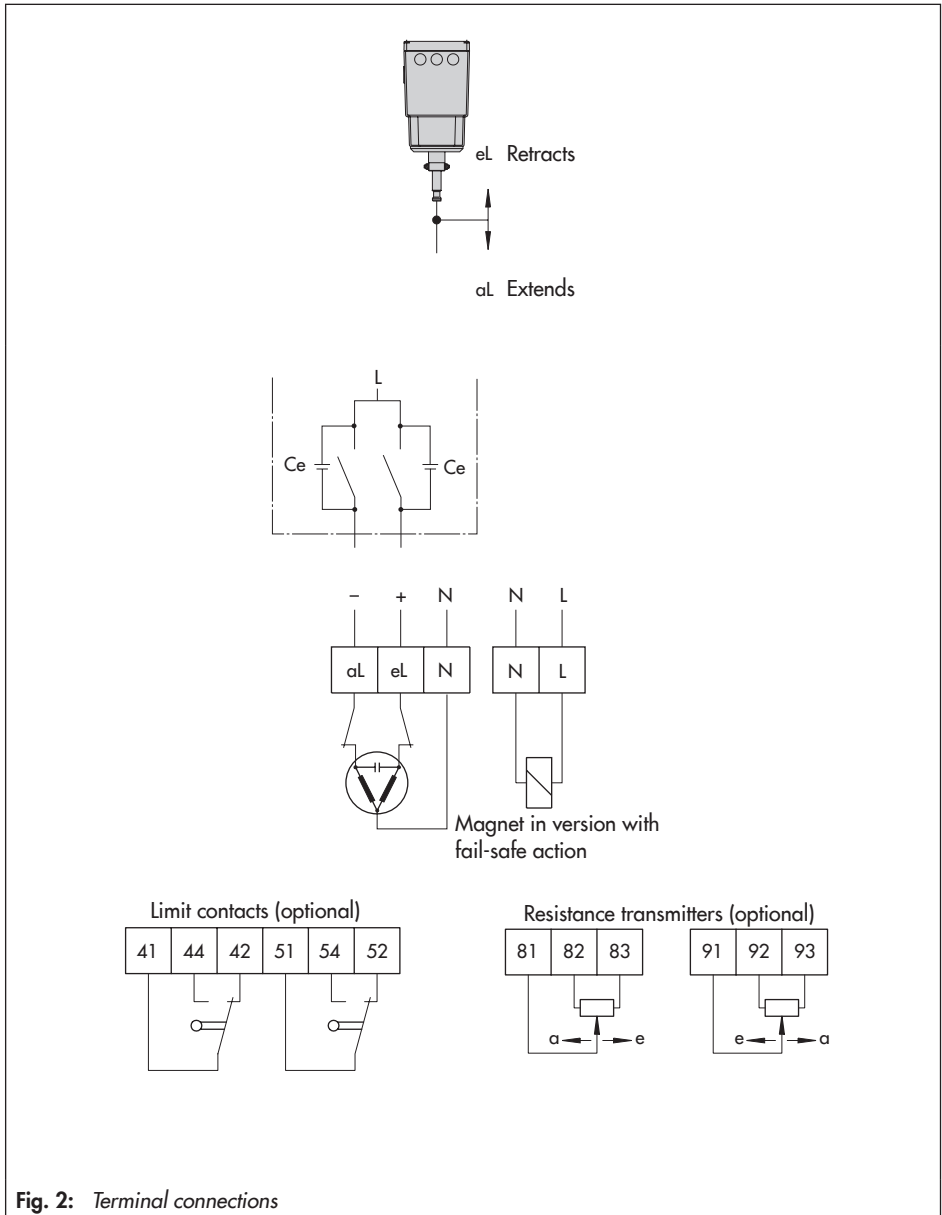 eL Retracts
aL Extends
L
Ce Ce
– + N N L
aL eL N N L
Magnet in version with
fail-safe action
Limit contacts (optional)
41 44 42 51 54 52
Resistance transmitters (optional)
81 82 83 91 92 93
a e e a
Fig. 2: Terminal connections